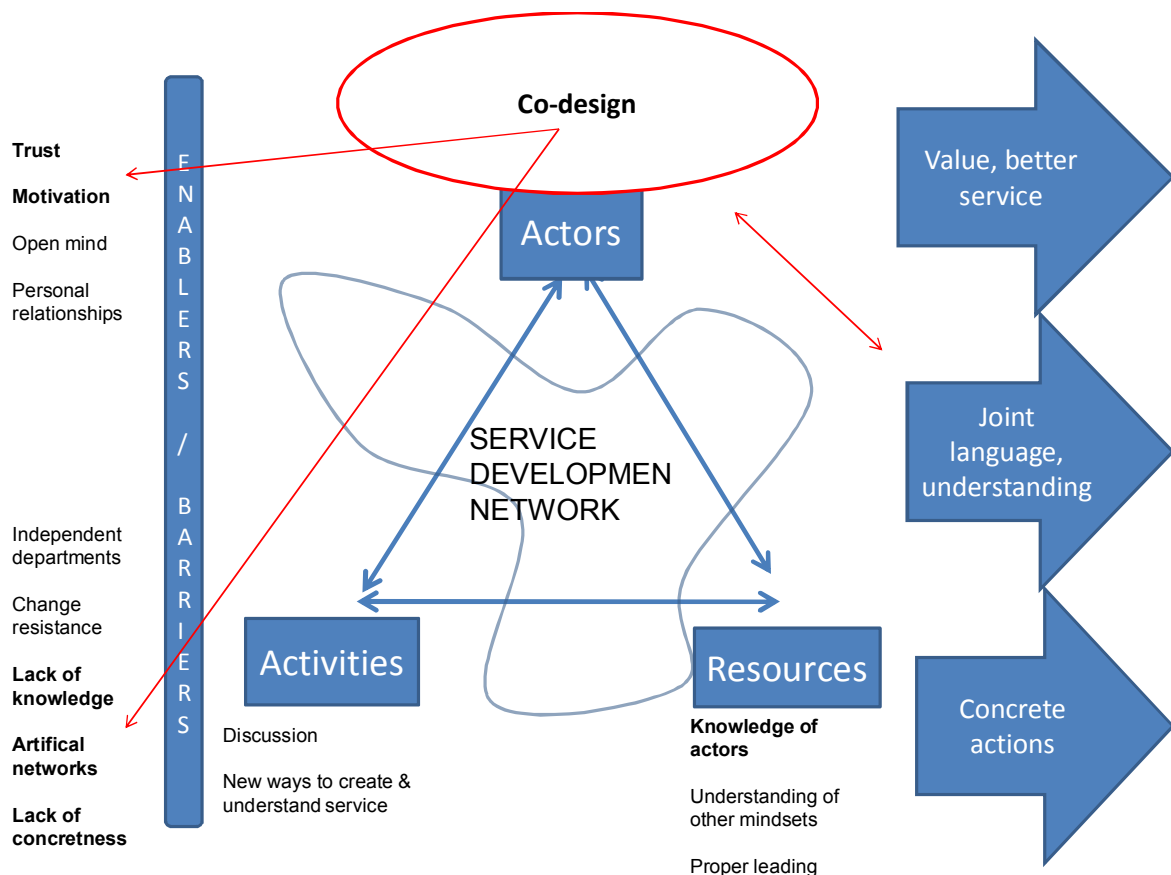 Co-design
Trust
Motivation
Open mind
Personal
relationships
ENABLERS / BARRIERS
Independent
departments
Change
resistance
Lack of
knowledge
Artifical
networks
Lack of
concretness
Actors
SERVICE
DEVELOPMEN
NETWORK
Activities
Discussion
New ways to create &
understand service
Resources
Knowledge of
actors
Understanding of
other mindsets
Proper leading
Value, better
service
Joint
language,
understanding
Concrete
actions